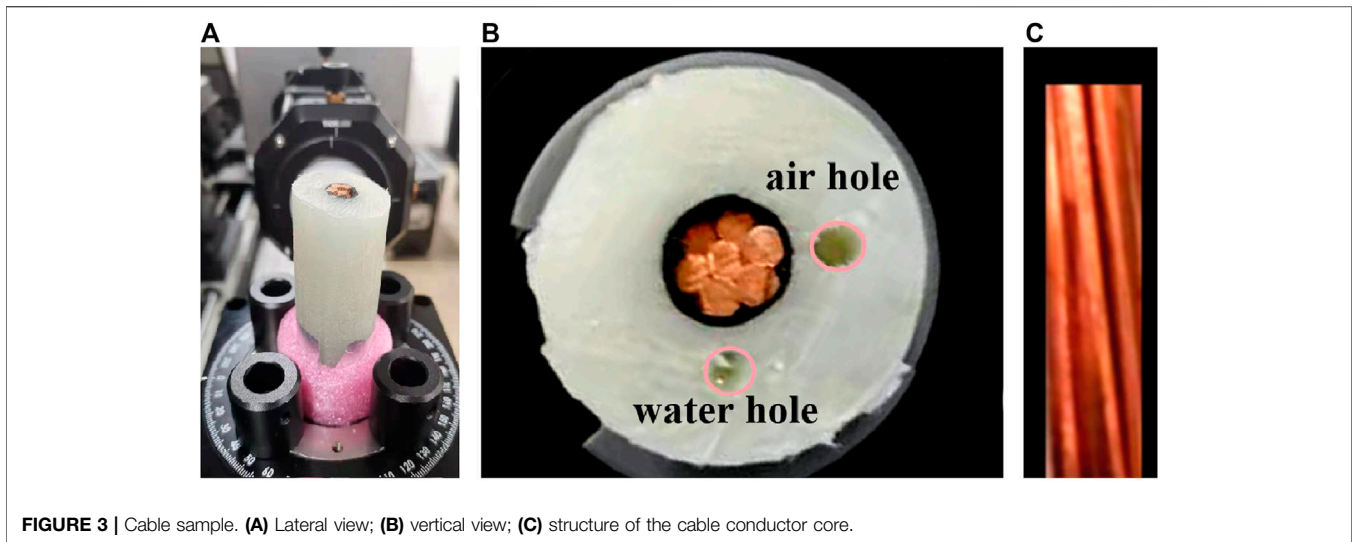 A
B
C
air hole
water hole
FIGURE 3 | Cable sample. (A) Lateral view; (B) vertical view; (C) structure of the cable conductor core.